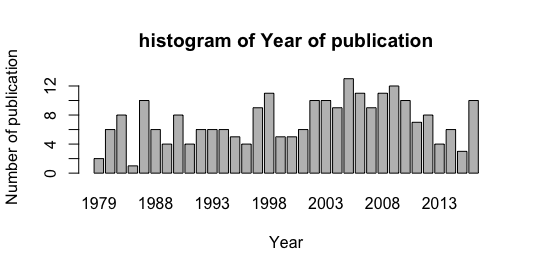 histogram of Year of publication
Number of publication
12
8
4
0
1979 1988 1993 1998 2003 2008 2013
Year